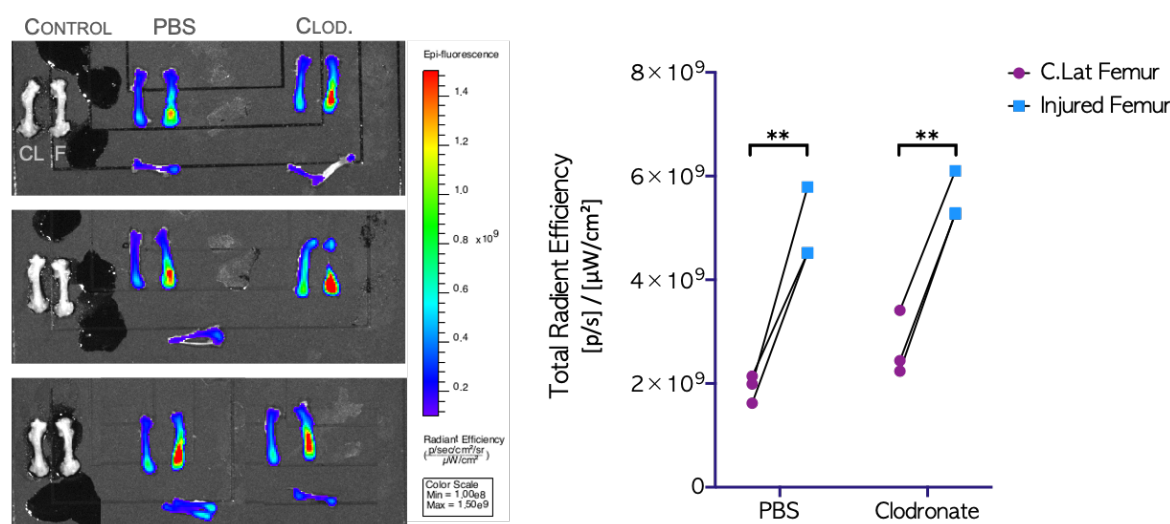 CONTROL PBS CLOD.
CL F
Epi-fluorescence
1,4
1,2
1,0
0.8
x10⁹
0.6
0.4
0.2
Radiant Efficiency
(p/sec/cm²/sr
µW/cm²)
Color Scale
Min = 1,00e8
Max = 1,50e9
Total Radient Efficiency
[p/s] / [µW/cm²]
8×10⁹
6×10⁹
4×10⁹
2×10⁹
0
** **
PBS Clodronate
C.Lat Femur
Injured Femur